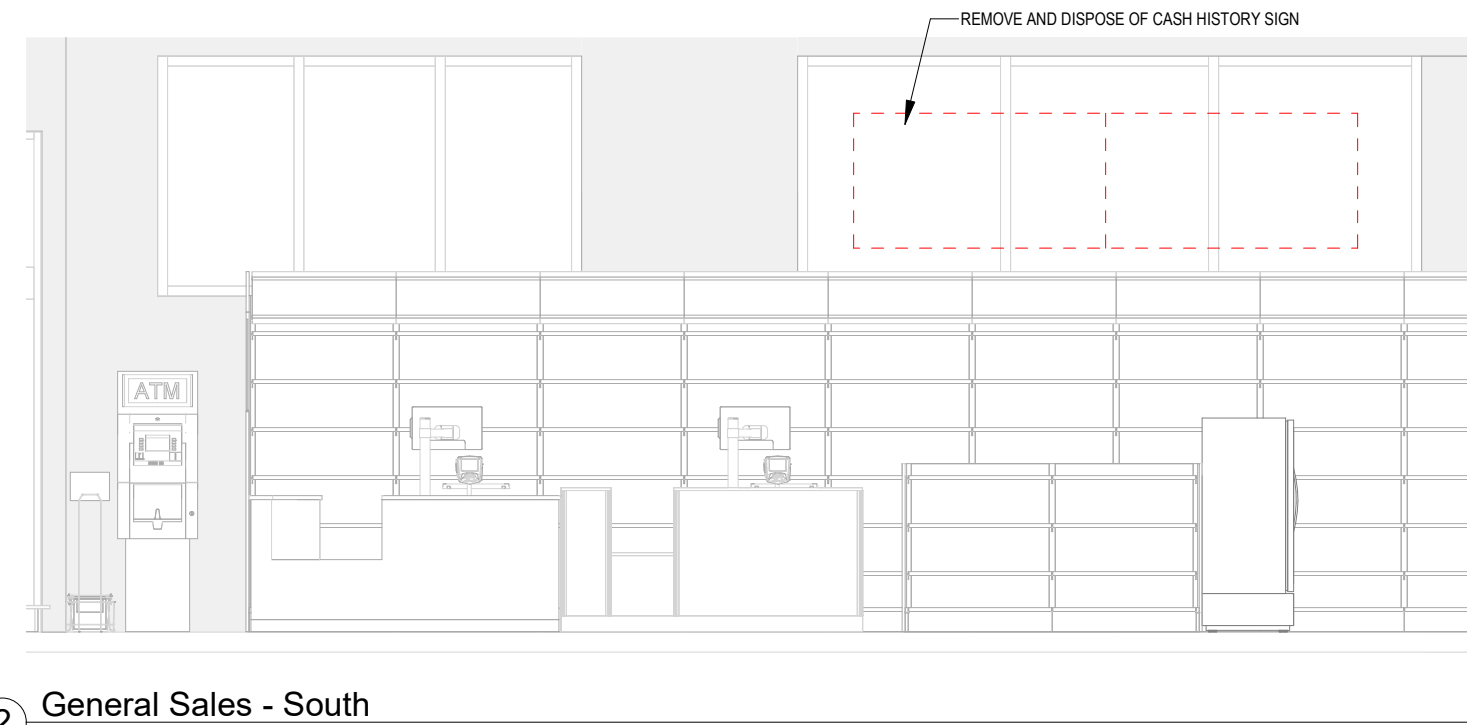 REMOVE AND DISPOSE OF CASH HISTORY SIGN
ATM
2
General Sales - South